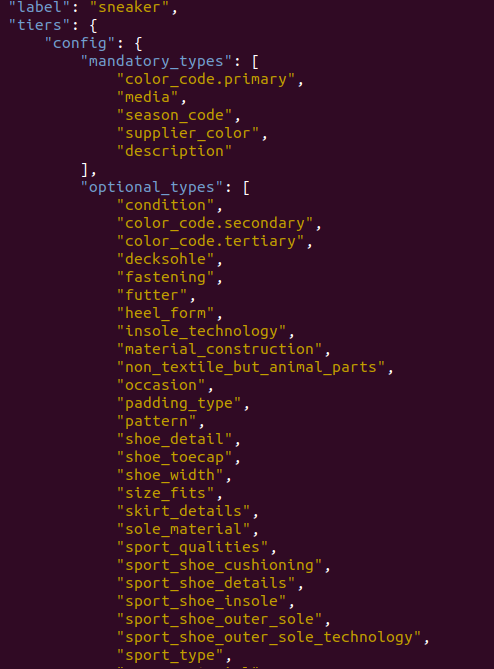 "label": "sneaker",
"tiers": {
"config": {
"mandatory_types": [
"color_code.primary",
"media",
"season_code",
"supplier_color",
"description"
],
"optional_types": [
"condition",
"color_code.secondary",
"color_code.tertiary",
"decksohle",
"fastening",
"futter",
"heel_form",
"insole_technology",
"material_construction",
"non_textile_but_animal_parts",
"occasion",
"padding_type",
"pattern",
"shoe_detail",
"shoe_toecap",
"shoe_width",
"size_fits",
"skirt_details",
"sole_material",
"sport_qualities",
"sport_shoe_cushioning",
"sport_shoe_details",
"sport_shoe_insole",
"sport_shoe_outer_sole",
"sport_shoe_outer_sole_technology",
"sport_type",